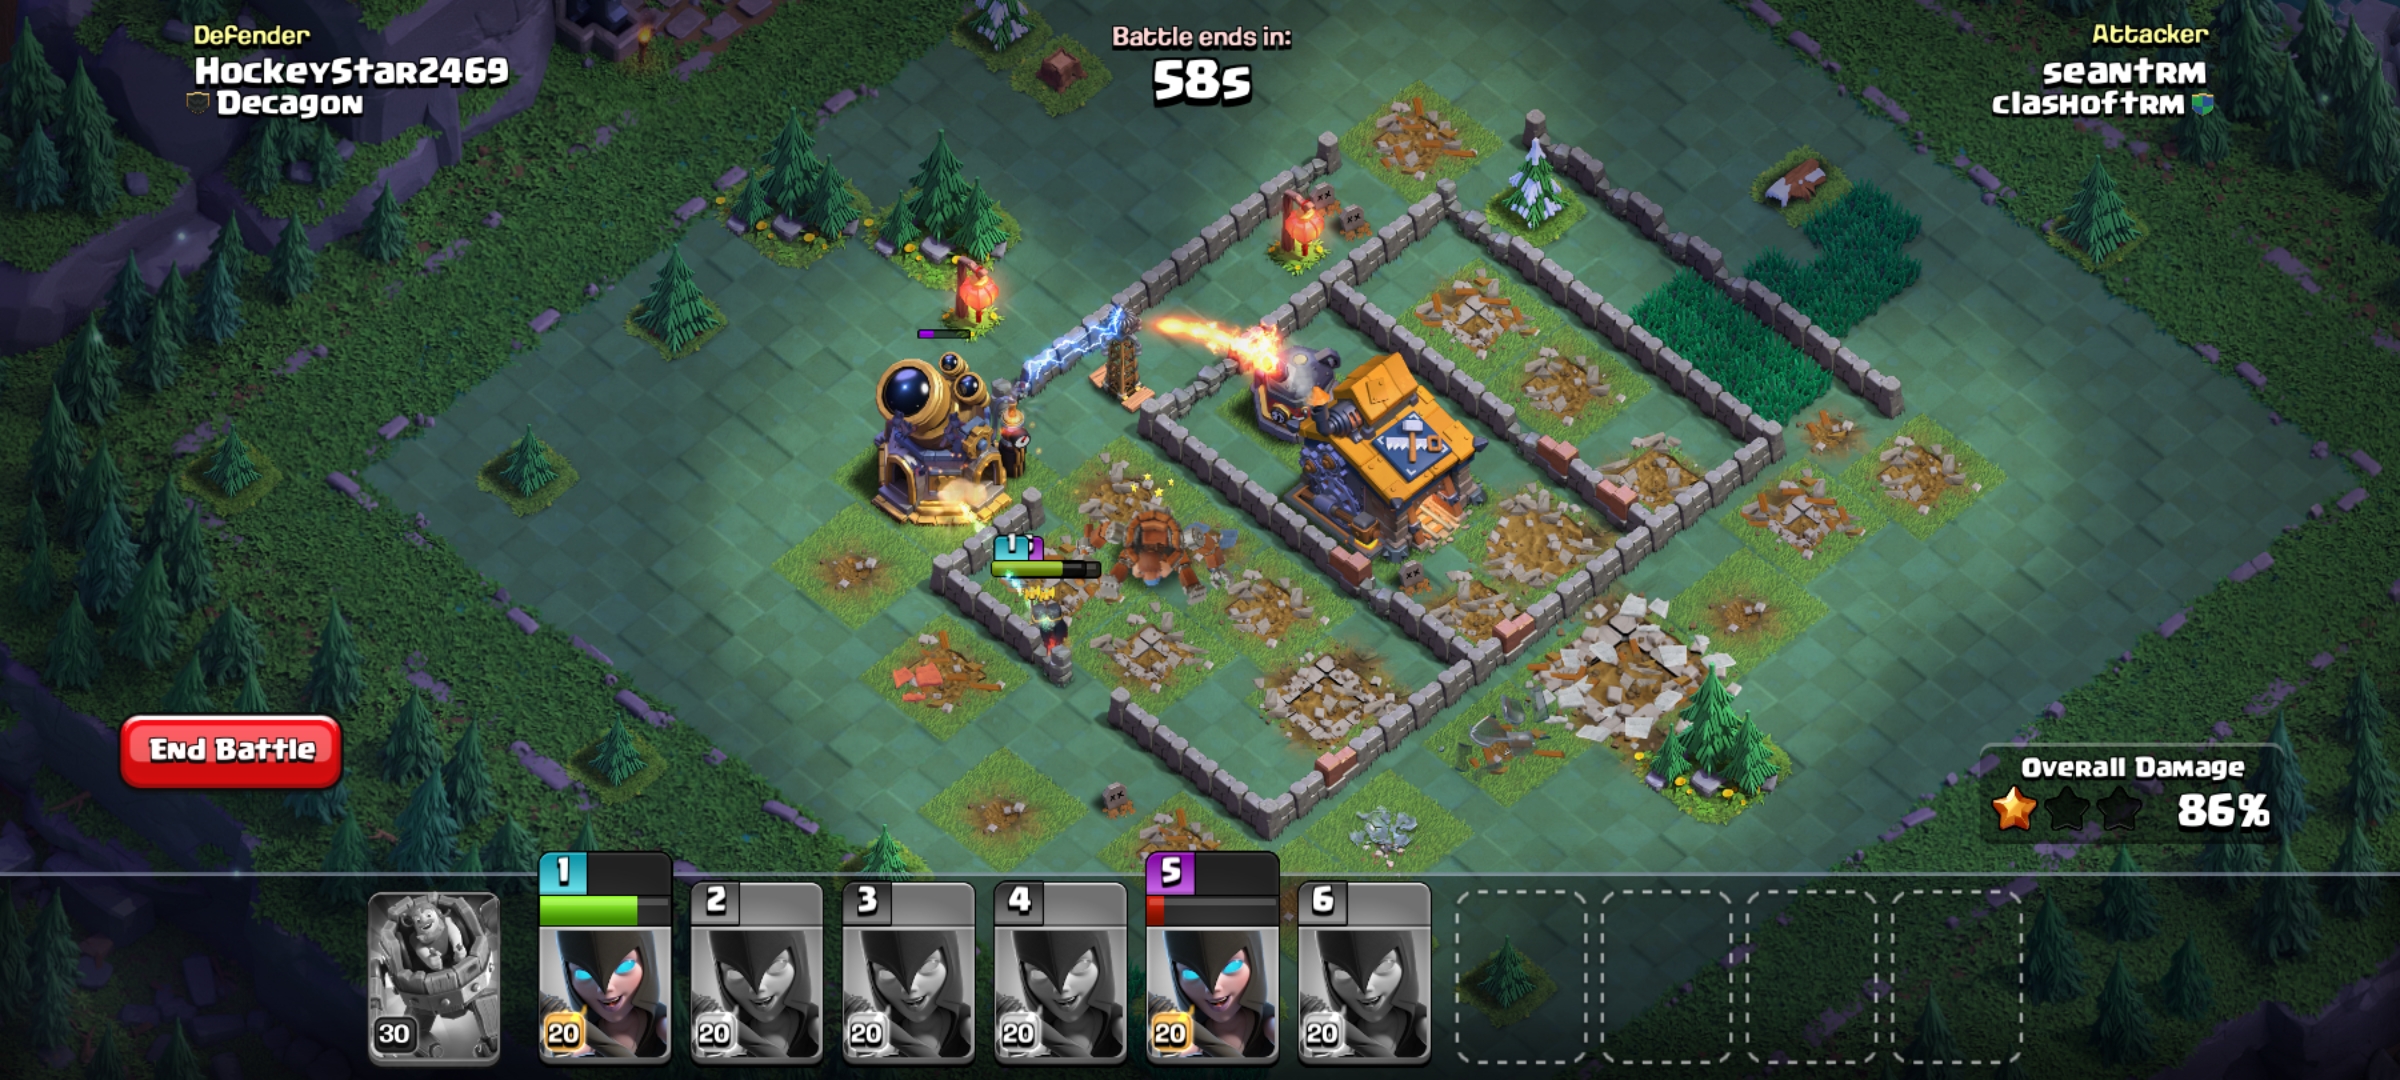 Defender
HockeyStar2469
Decagon
Battle ends in:
58s
Attacker
seantrm
clashoftrm
1
End Battle
Overall Damage
86%
1
2
3
4
5
6
30
20
20
20
20
20
20